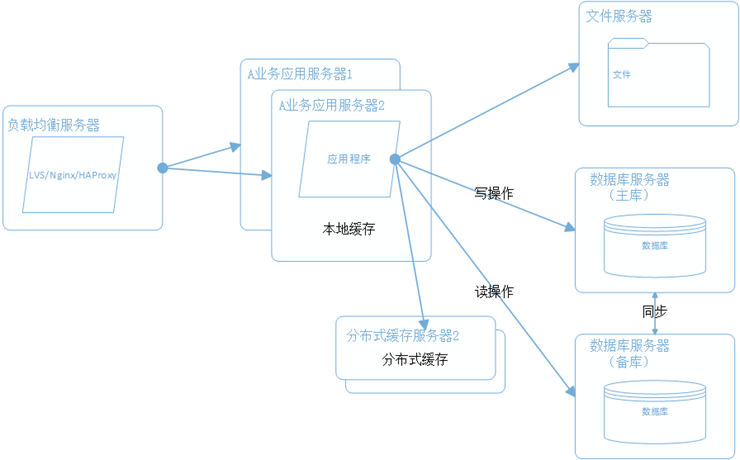 文件服务器
文件
A业务应用服务器1
A业务应用服务器2
应用程序
本地缓存
负载均衡服务器
LVS/Nginx/HAProxy
写操作
读操作
数据库服务器
（主库）
数据库
同步
分布式缓存服务器2
分布式缓存
数据库服务器
（备库）
数据库